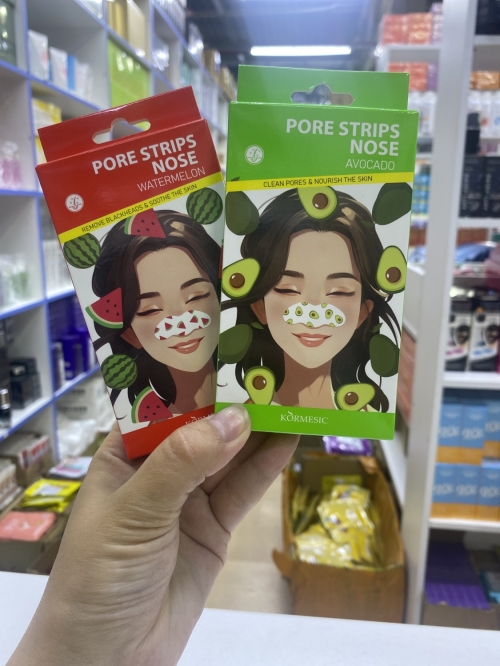 PORE STRIPS
NOSE
WATERMELON
REMOVE BLACKHEADS & SOOTHE THE SKIN
PORE STRIPS
NOSE
AVOCADO
CLEAN PORES & NOURISH THE SKIN
KORMESIC